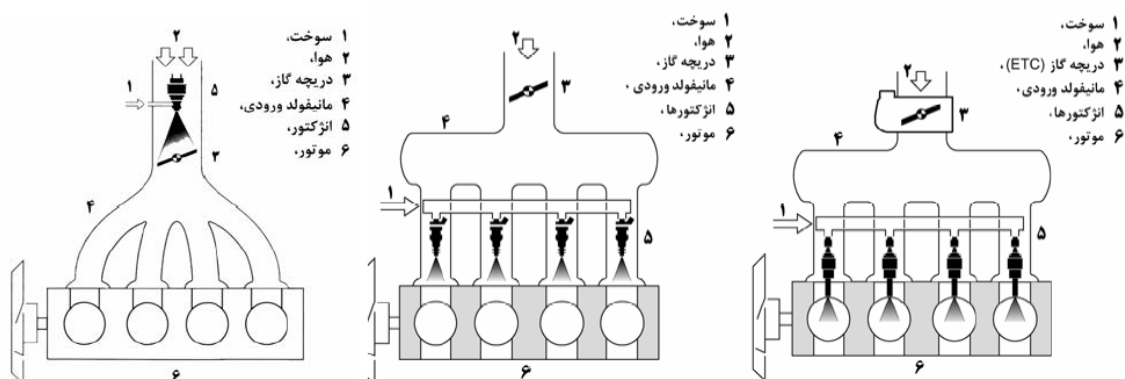 ۱ سوخت،
۲ هوا،
۳ دریچه گاز،
۴ مانیفولد ورودی،
۵ انژکتور،
۶ موتور،
۲
۱
۵
۳
۴
۶
۱ سوخت،
۲ هوا،
۳ دریچه گاز،
۴ مانیفولد ورودی،
۵ انژکتورها،
۶ موتور،
۲
۳
۴
۱
۵
۶
۱ سوخت،
۲ هوا،
۳ دریچه گاز (ETC)،
۴ مانیفولد ورودی،
۵ انژکتورها،
۶ موتور،
۲
۳
۴
۱
۵
۶